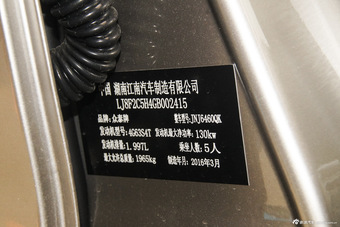 中国 湖南江南汽车制造有限公司
LJ8F2C5H4GB002415
品牌:众泰牌 整车型号:JNJ6460QK
发动机型号:4G63S4T 发动机最大净功率:130kw
发动机排量:1.997L 乘坐人数:5人
最大允许总质量:1965kg 制造年月:2016年3月